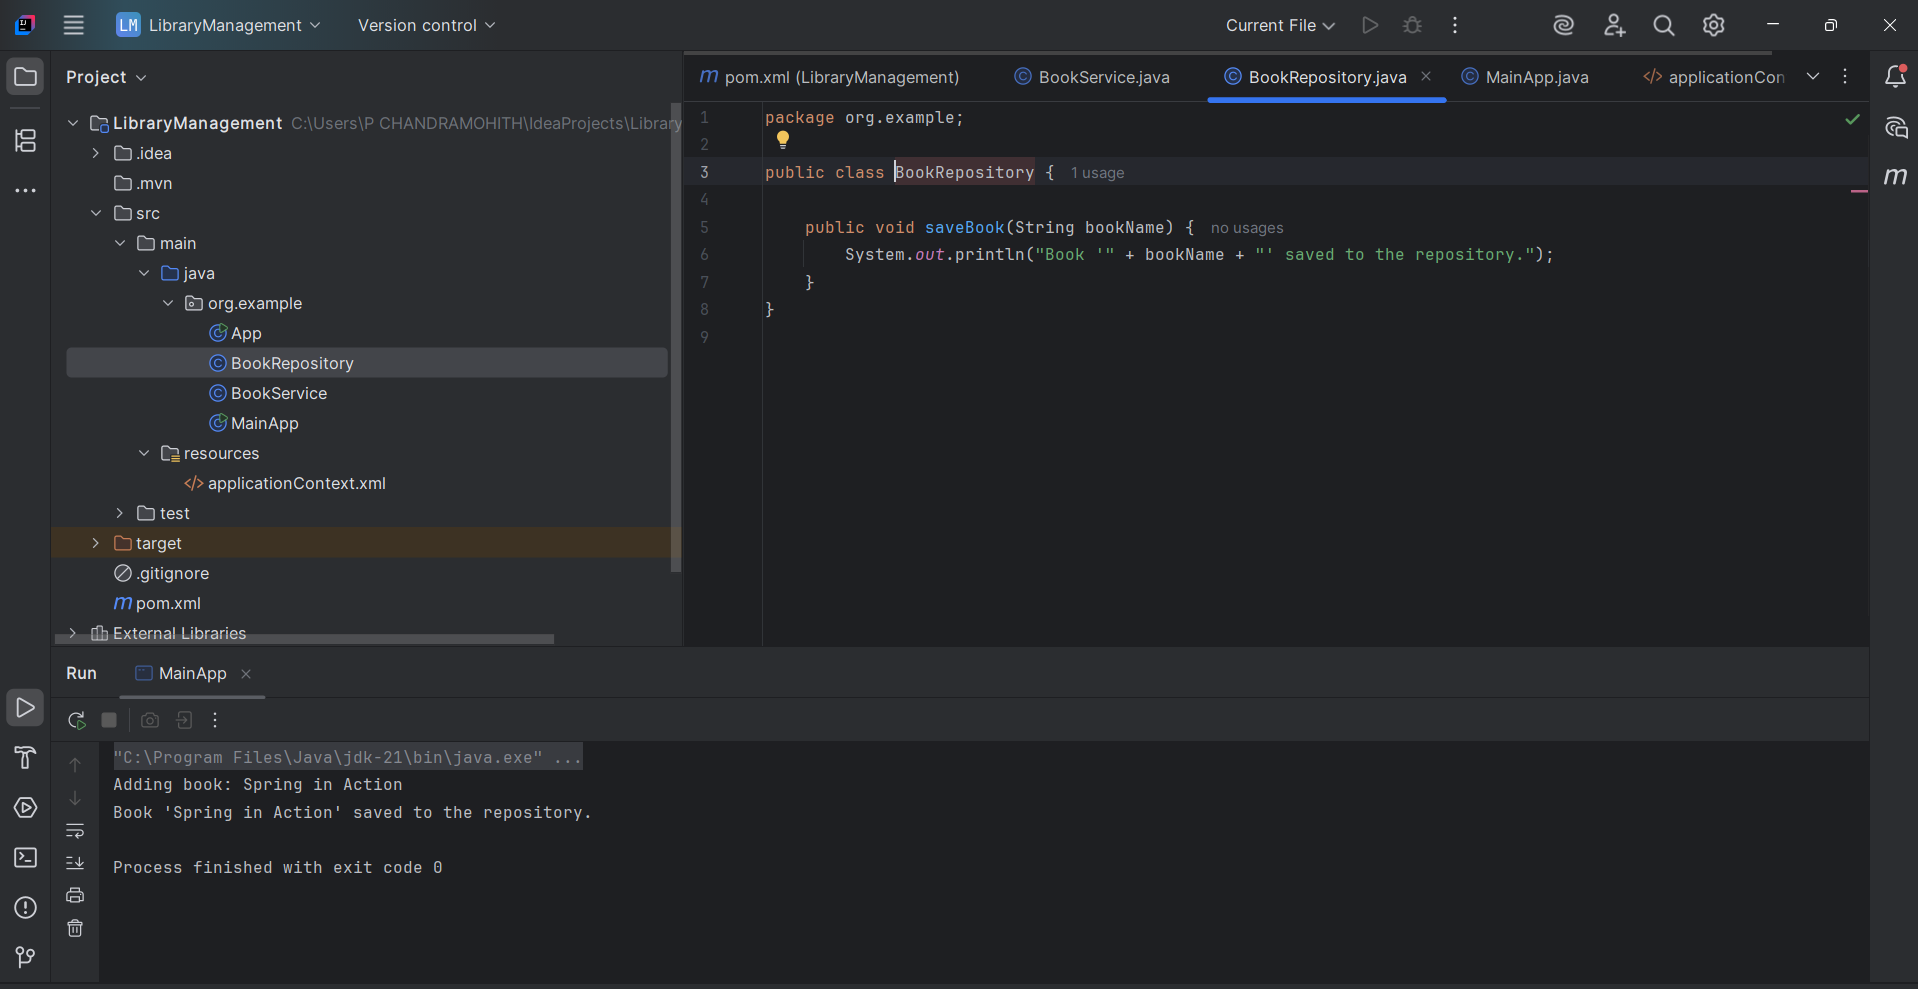 LM LibraryManagement Version control Current File
Project
LibraryManagement C:\Users\P CHANDRAMOHITH\IdeaProjects\Library
.idea
.mvn
src
main
java
org.example
App
BookRepository
BookService
MainApp
resources
</> applicationContext.xml
test
target
.gitignore
m pom.xml
External Libraries
m pom.xml (LibraryManagement) BookService.java BookRepository.java MainApp.java </> applicationCon
1 package org.example;
2
3 public class BookRepository { 1 usage
4
5 public void saveBook(String bookName) { no usages
6 System.out.println("Book '" + bookName + "' saved to the repository.");
7 }
8 }
9
m
Run MainApp
"C:\Program Files\Java\jdk-21\bin\java.exe" ...
Adding book: Spring in Action
Book 'Spring in Action' saved to the repository.
Process finished with exit code 0